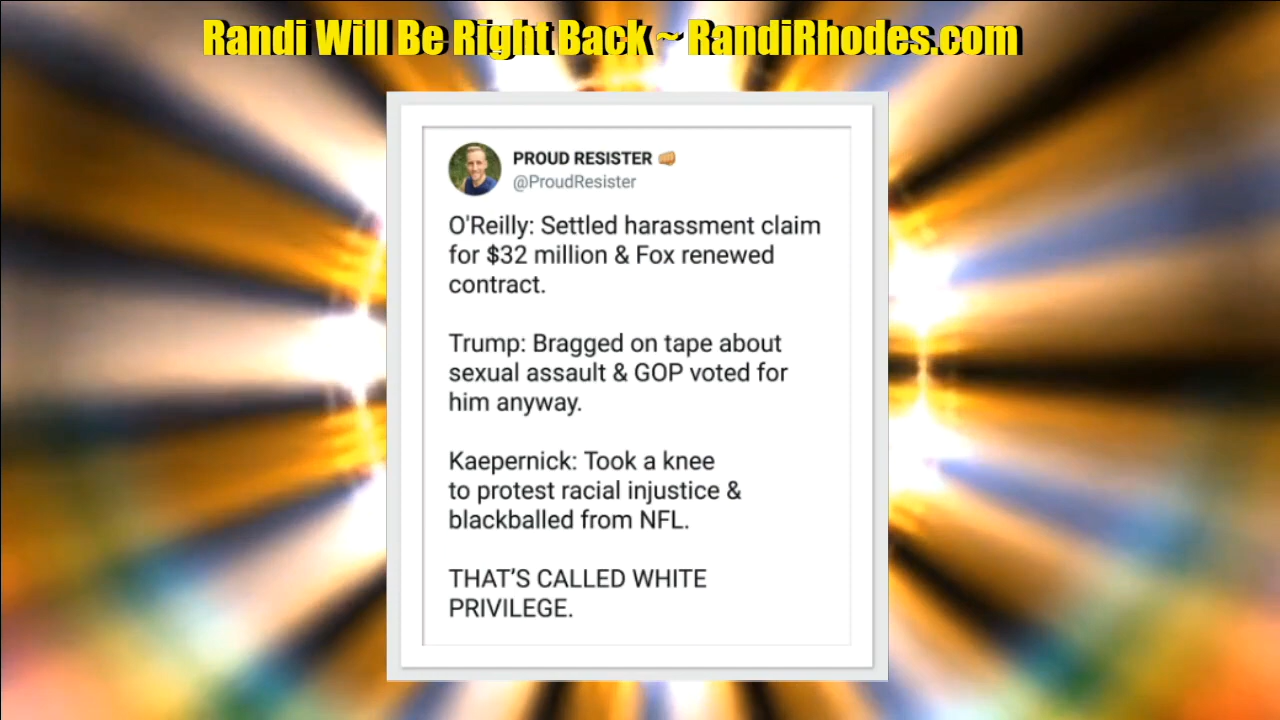 Randi Will Be Right Back ~ RandiRhodes.com
PROUD RESISTER 👊
@ProudResister
O'Reilly: Settled harassment claim
for $32 million & Fox renewed
contract.
Trump: Bragged on tape about
sexual assault & GOP voted for
him anyway.
Kaepernick: Took a knee
to protest racial injustice &
blackballed from NFL.
THAT’S CALLED WHITE
PRIVILEGE.